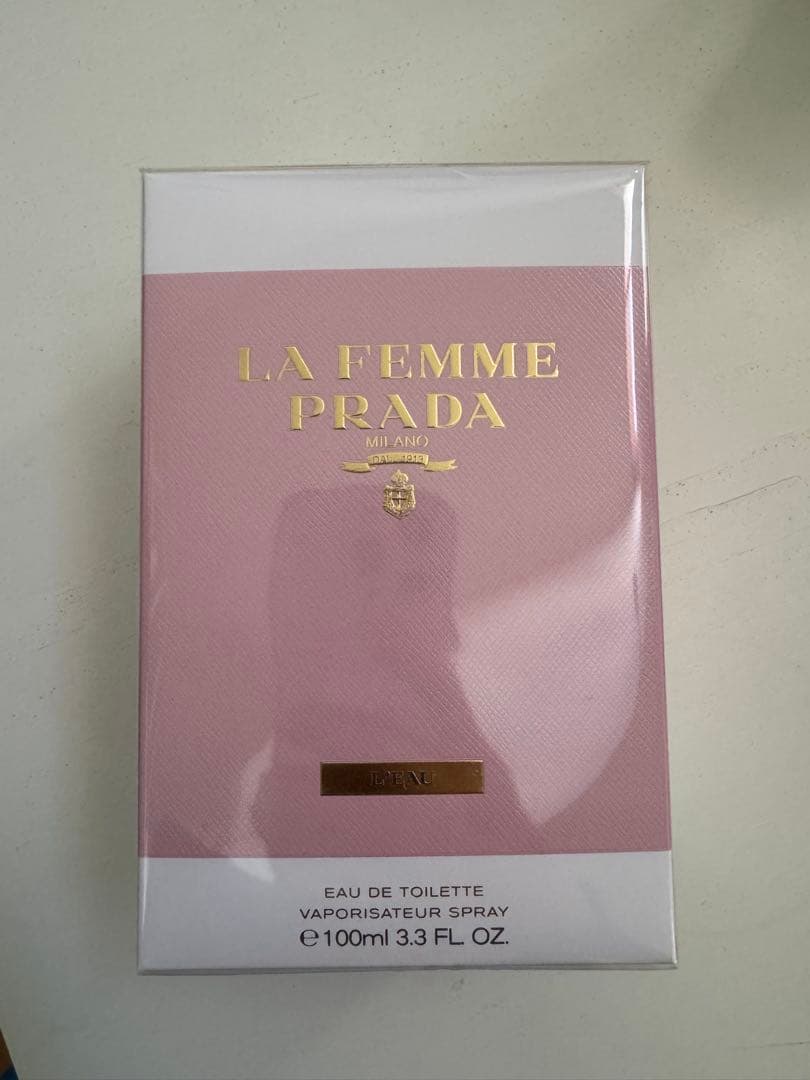 LA FEMME
PRADA
MILANO
DAL 1913
L'EAU
EAU DE TOILETTE
VAPORISATEUR SPRAY
℮100ml 3.3 FL. OZ.